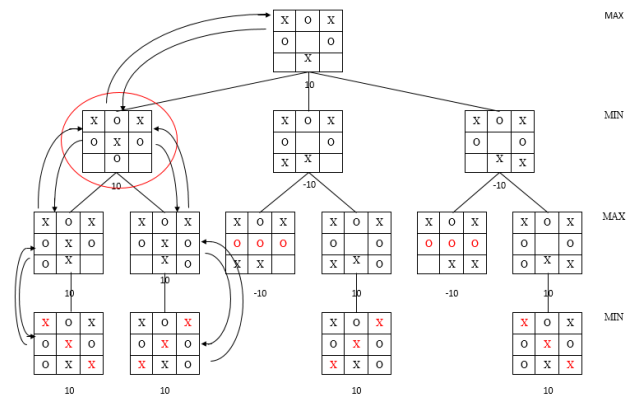 X O X MAX
O O
X
10
X O X X O X X O X MIN
O X O O O O O
X X X X X
10 -10 -10
X O X X O X X O X X O X X O X X O X MAX
O X O O X O O O O O O O O O O O
O X X O X X X X O X X O X X
10 10 -10 10 -10 10
X O X X O X X O X X O X MIN
O X O O X O O X O O X O
O X X X X O X X O O X X
10 10 10 10